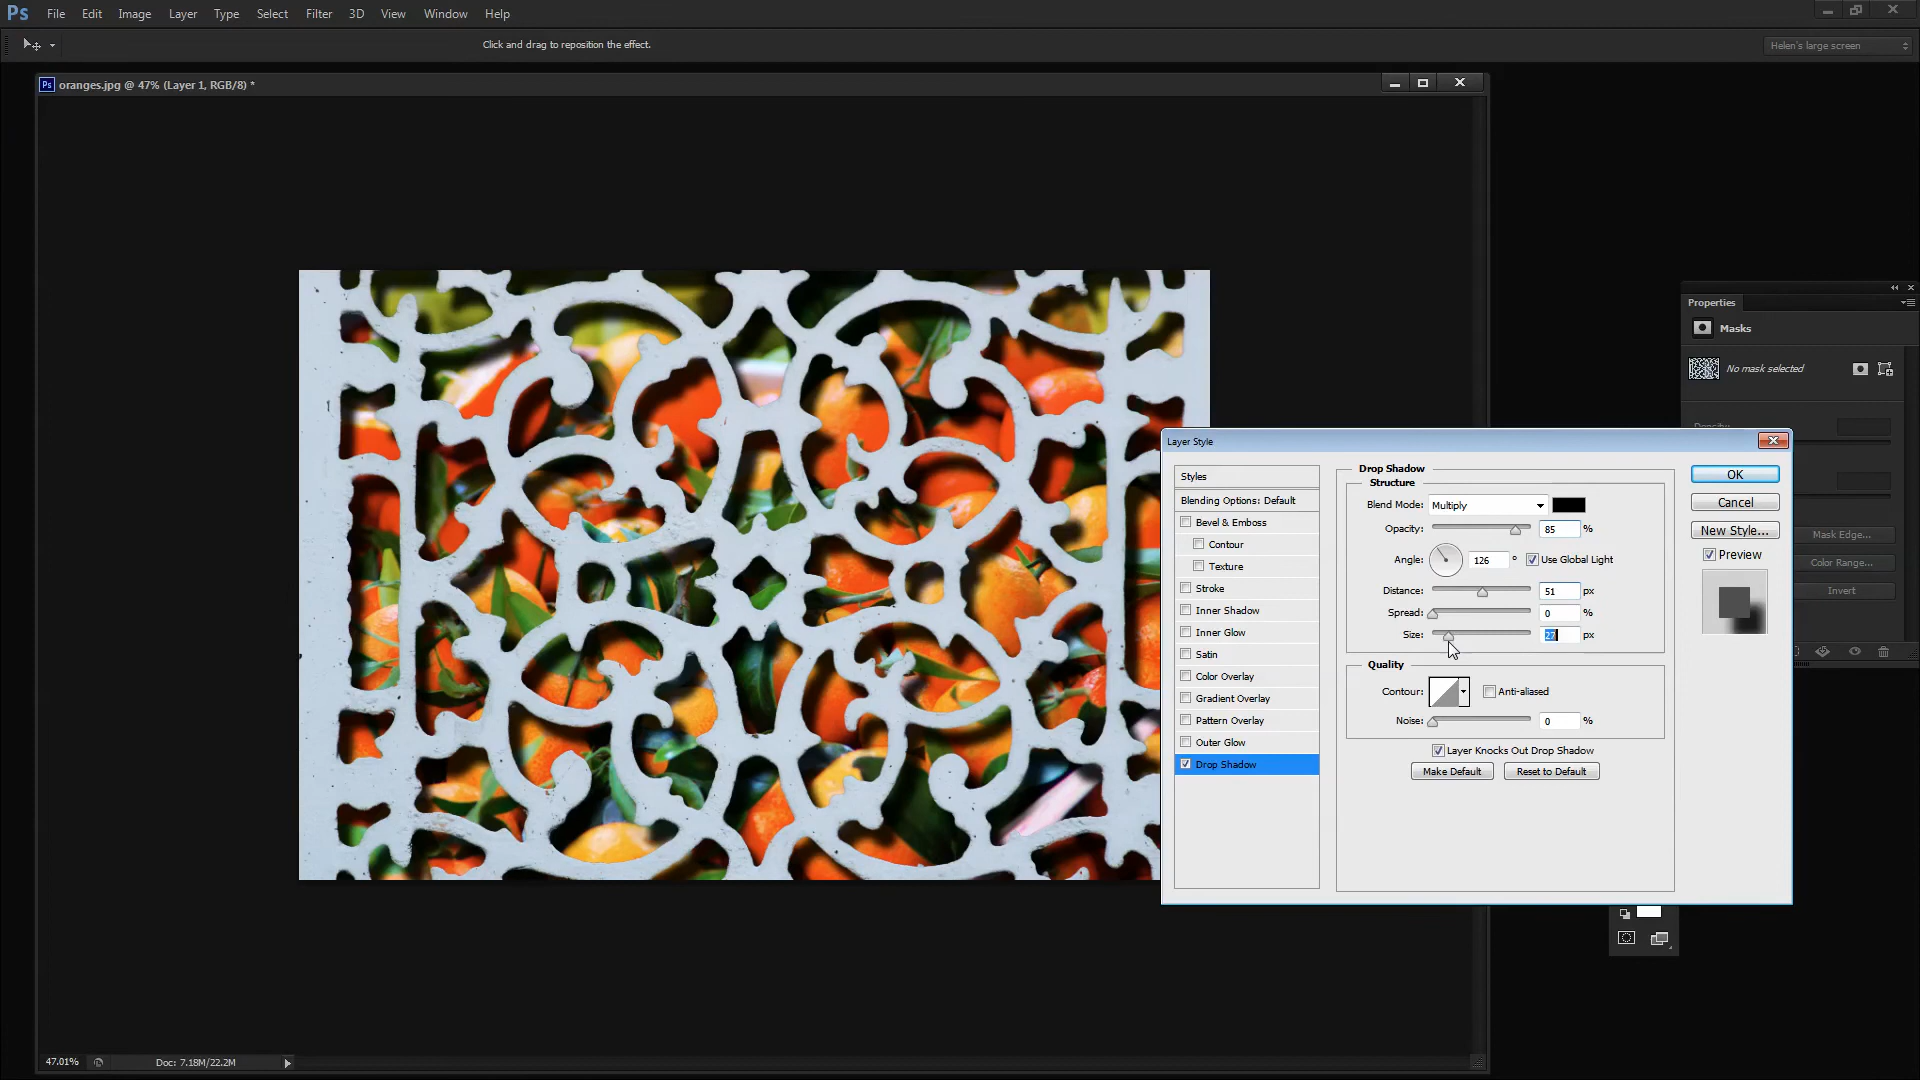 Ps File Edit Image Layer Type Select Filter 3D View Window Help
Click and drag to reposition the effect.
Helen's large screen
Ps oranges.jpg @ 47% (Layer 1, RGB/8) *
Properties
Masks
No mask selected
Layer Style
Styles
Blending Options: Default
Bevel & Emboss
Contour
Texture
Stroke
Inner Shadow
Inner Glow
Satin
Color Overlay
Gradient Overlay
Pattern Overlay
Outer Glow
Drop Shadow
Drop Shadow
Structure
Blend Mode: Multiply
Opacity: 85 %
Angle: 126 ° Use Global Light
Distance: 51 px
Spread: 0 %
Size: 27 px
Quality
Contour: Anti-aliased
Noise: 0 %
Layer Knocks Out Drop Shadow
Make Default Reset to Default
OK
Cancel
New Style...
Preview
Mask Edge...
Color Range...
Invert
47.01% Doc: 7.18M/22.2M